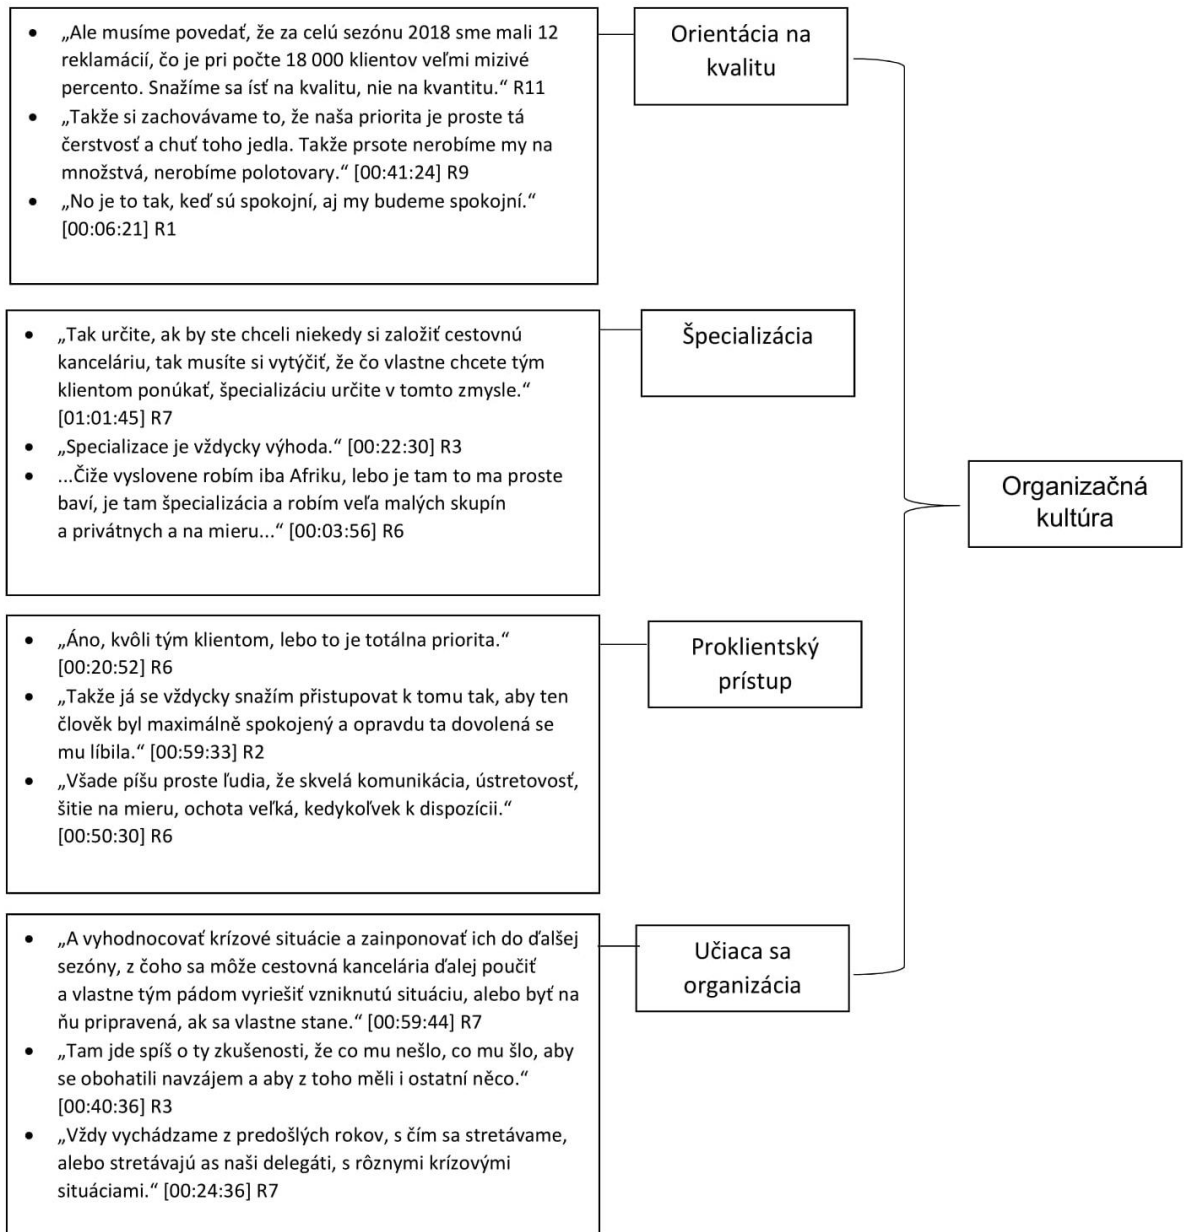 • „Ale musíme povedať, že za celú sezónu 2018 sme mali 12
reklamácií, čo je pri počte 18 000 klientov veľmi mizivé
percento. Snažíme sa ísť na kvalitu, nie na kvantitu.“ R11
• „Takže si zachovávame to, že naša priorita je proste tá
čerstvosť a chuť toho jedla. Takže prsote nerobíme my na
množstvá, nerobíme polotovary.“ [00:41:24] R9
• „No je to tak, keď sú spokojní, aj my budeme spokojní.“
[00:06:21] R1
Orientácia na
kvalitu
• „Tak určite, ak by ste chceli niekedy si založiť cestovnú
kanceláriu, tak musíte si vytýčiť, že čo vlastne chcete tým
klientom ponúkať, špecializáciu určite v tomto zmysle.“
[01:01:45] R7
• „Specializace je vždycky výhoda.“ [00:22:30] R3
• ...Čiže vyslovene robím iba Afriku, lebo je tam to ma proste
baví, je tam špecializácia a robím veľa malých skupín
a privátnych a na mieru...“ [00:03:56] R6
Špecializácia
• „Áno, kvôli tým klientom, lebo to je totálna priorita.“
[00:20:52] R6
• „Takže já se vždycky snažím přistupovat k tomu tak, aby ten
člověk byl maximálně spokojený a opravdu ta dovolená se
mu líbila.“ [00:59:33] R2
• „Všade píšu proste ľudia, že skvelá komunikácia, ústretovosť,
šitie na mieru, ochota veľká, kedykoľvek k dispozícii.“
[00:50:30] R6
Proklientský
prístup
• „A vyhodnocovať krízové situácie a zainponovať ich do ďalšej
sezóny, z čoho sa môže cestovná kancelária ďalej poučiť
a vlastne tým pádom vyriešiť vzniknutú situáciu, alebo byť na
ňu pripravená, ak sa vlastne stane.“ [00:59:44] R7
• „Tam jde spíš o ty zkušenosti, že co mu nešlo, co mu šlo, aby
se obohatili navzájem a aby z toho měli i ostatní něco.“
[00:40:36] R3
• „Vždy vychádzame z predošlých rokov, s čím sa stretávame,
alebo stretávajú as naši delegáti, s rôznymi krízovými
situáciami.“ [00:24:36] R7
Učiaca sa
organizácia
Organizačná
kultúra